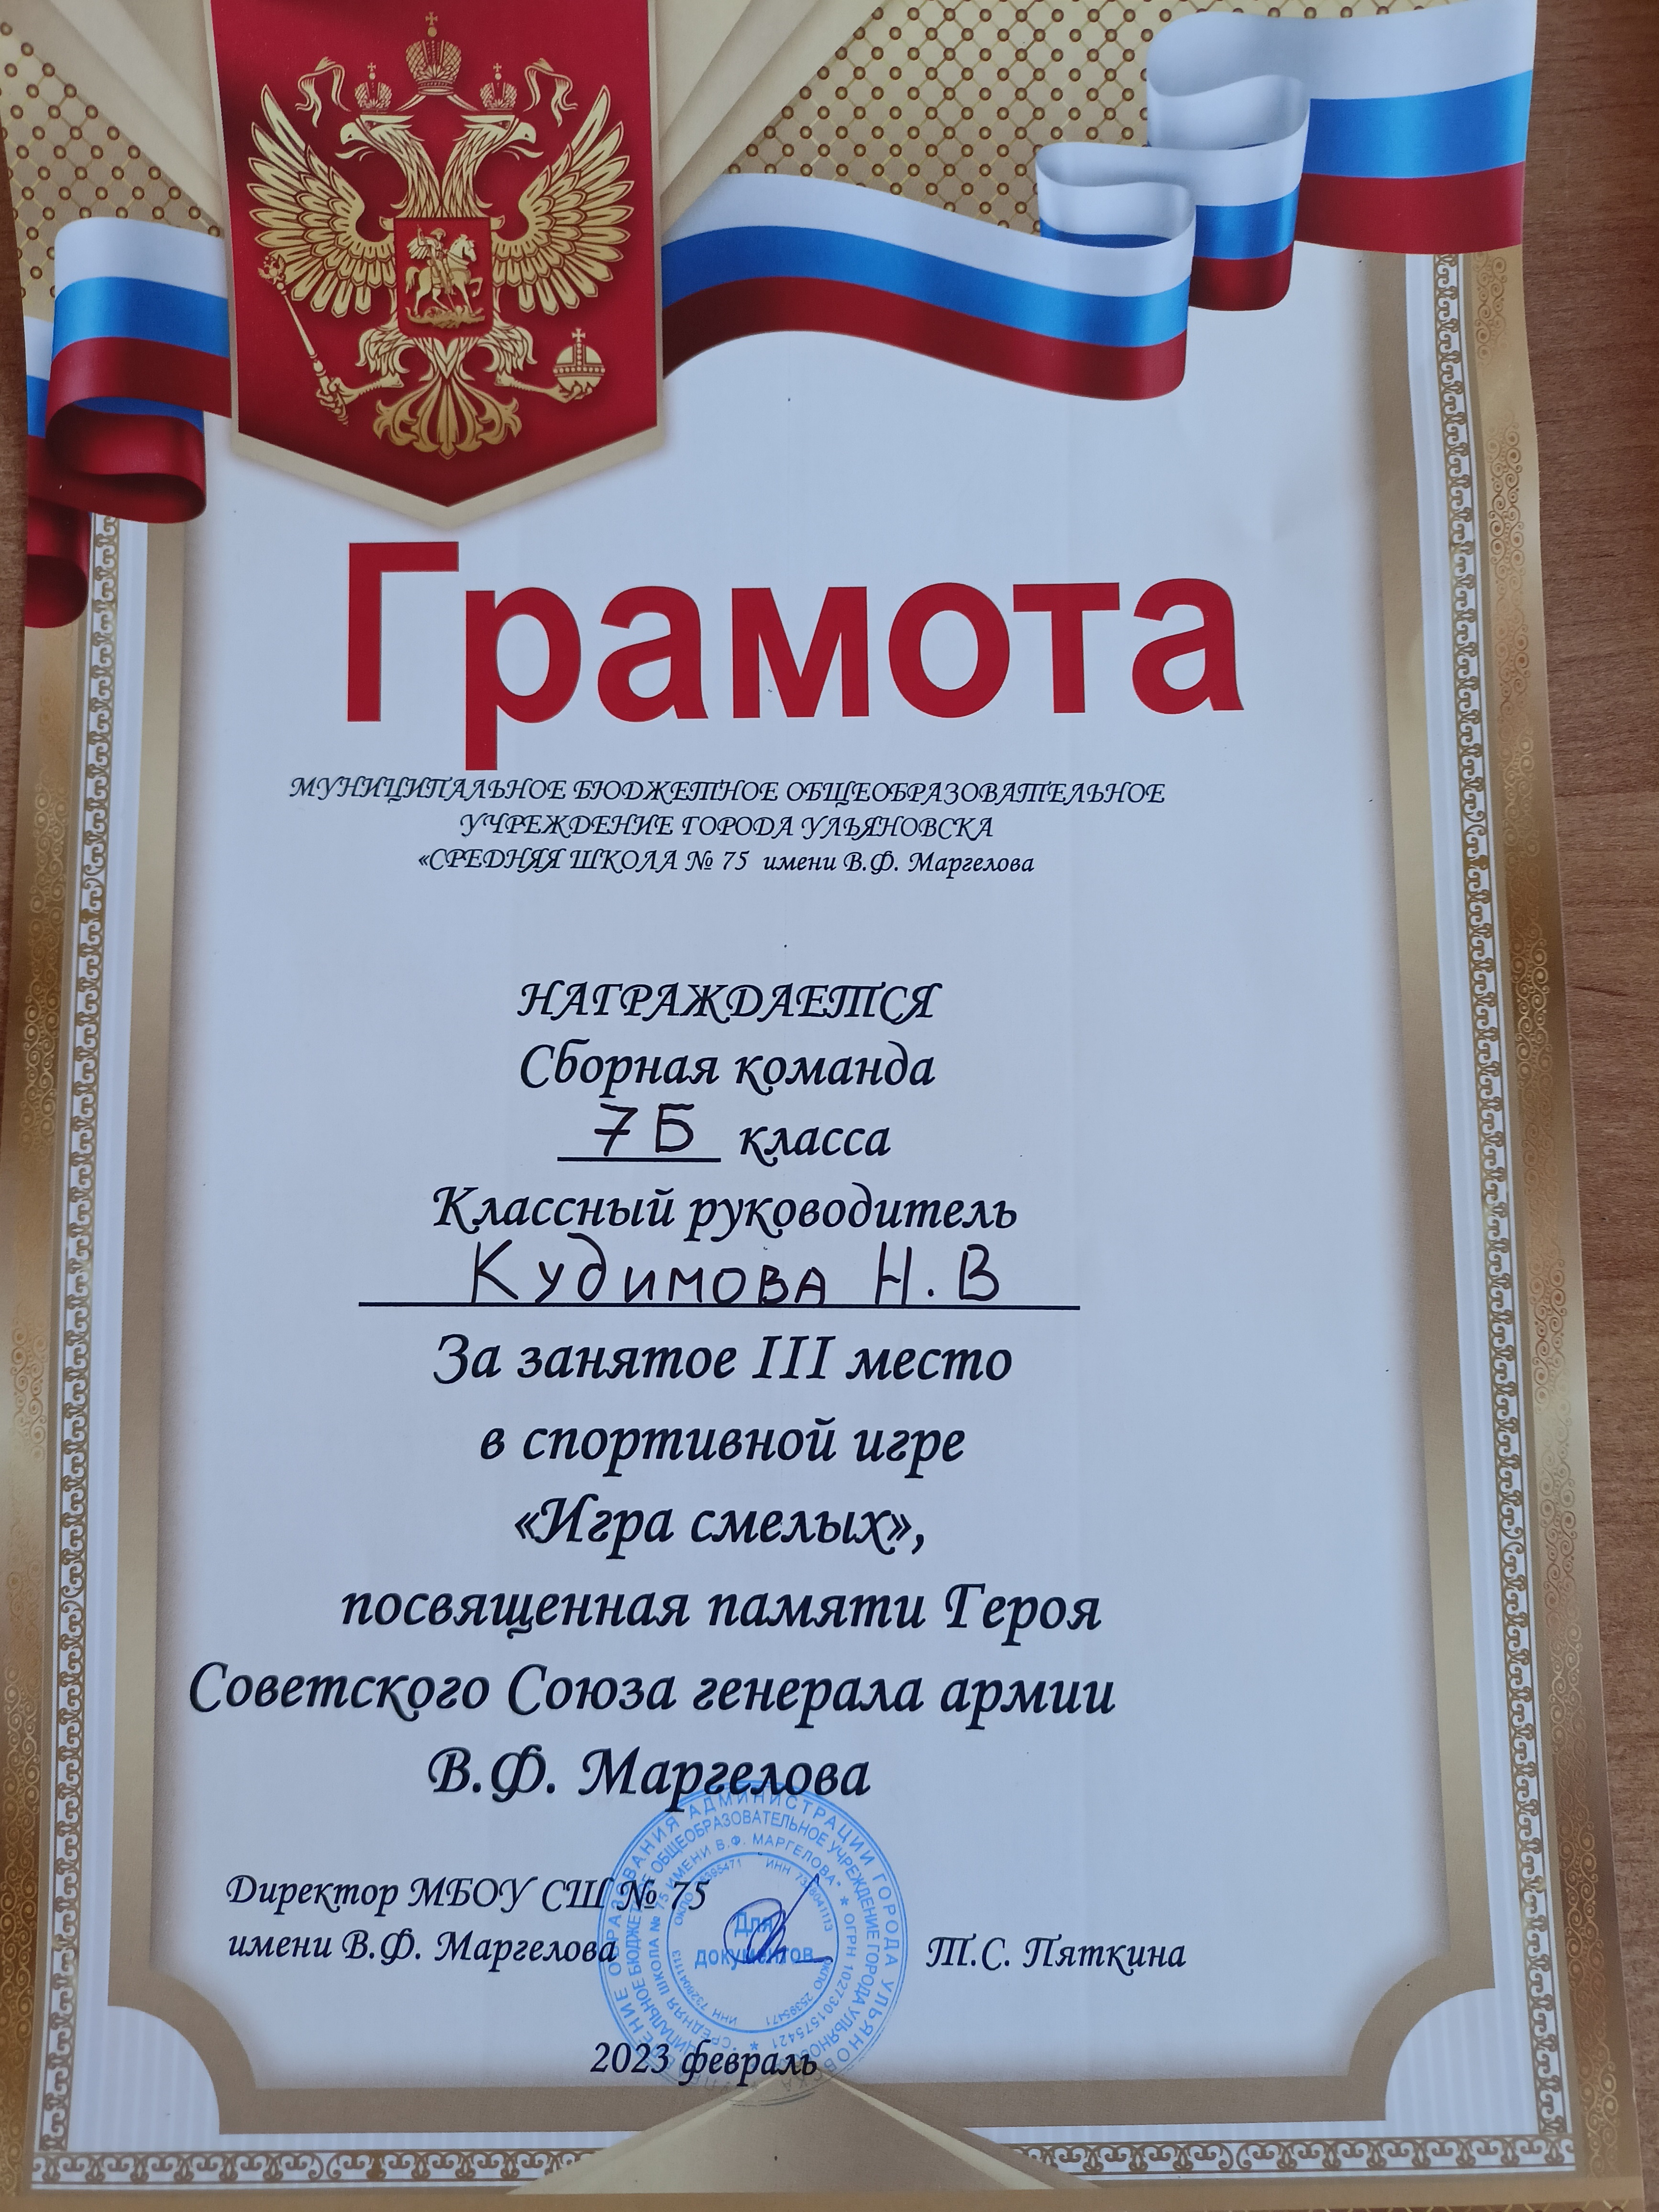 Грамота
МУНИЦИПАЛЬНОЕ БЮДЖЕТНОЕ ОБЩЕОБРАЗОВАТЕЛЬНОЕ
УЧРЕЖДЕНИЕ ГОРОДА УЛЬЯНОВСКА
«СРЕДНЯЯ ШКОЛА № 75 имени В.Ф. Маргелова
НАГРАЖДАЕТСЯ
Сборная команда
7Б класса
Классный руководитель
Кудимова Н.В
За занятое III место
в спортивной игре
«Игра смелых»,
посвященная памяти Героя
Советского Союза генерала армии
В.Ф. Маргелова
Директор МБОУ СШ № 75
имени В.Ф. Маргелова
Т.С. Пяткина
Для
документов
2023 февраль